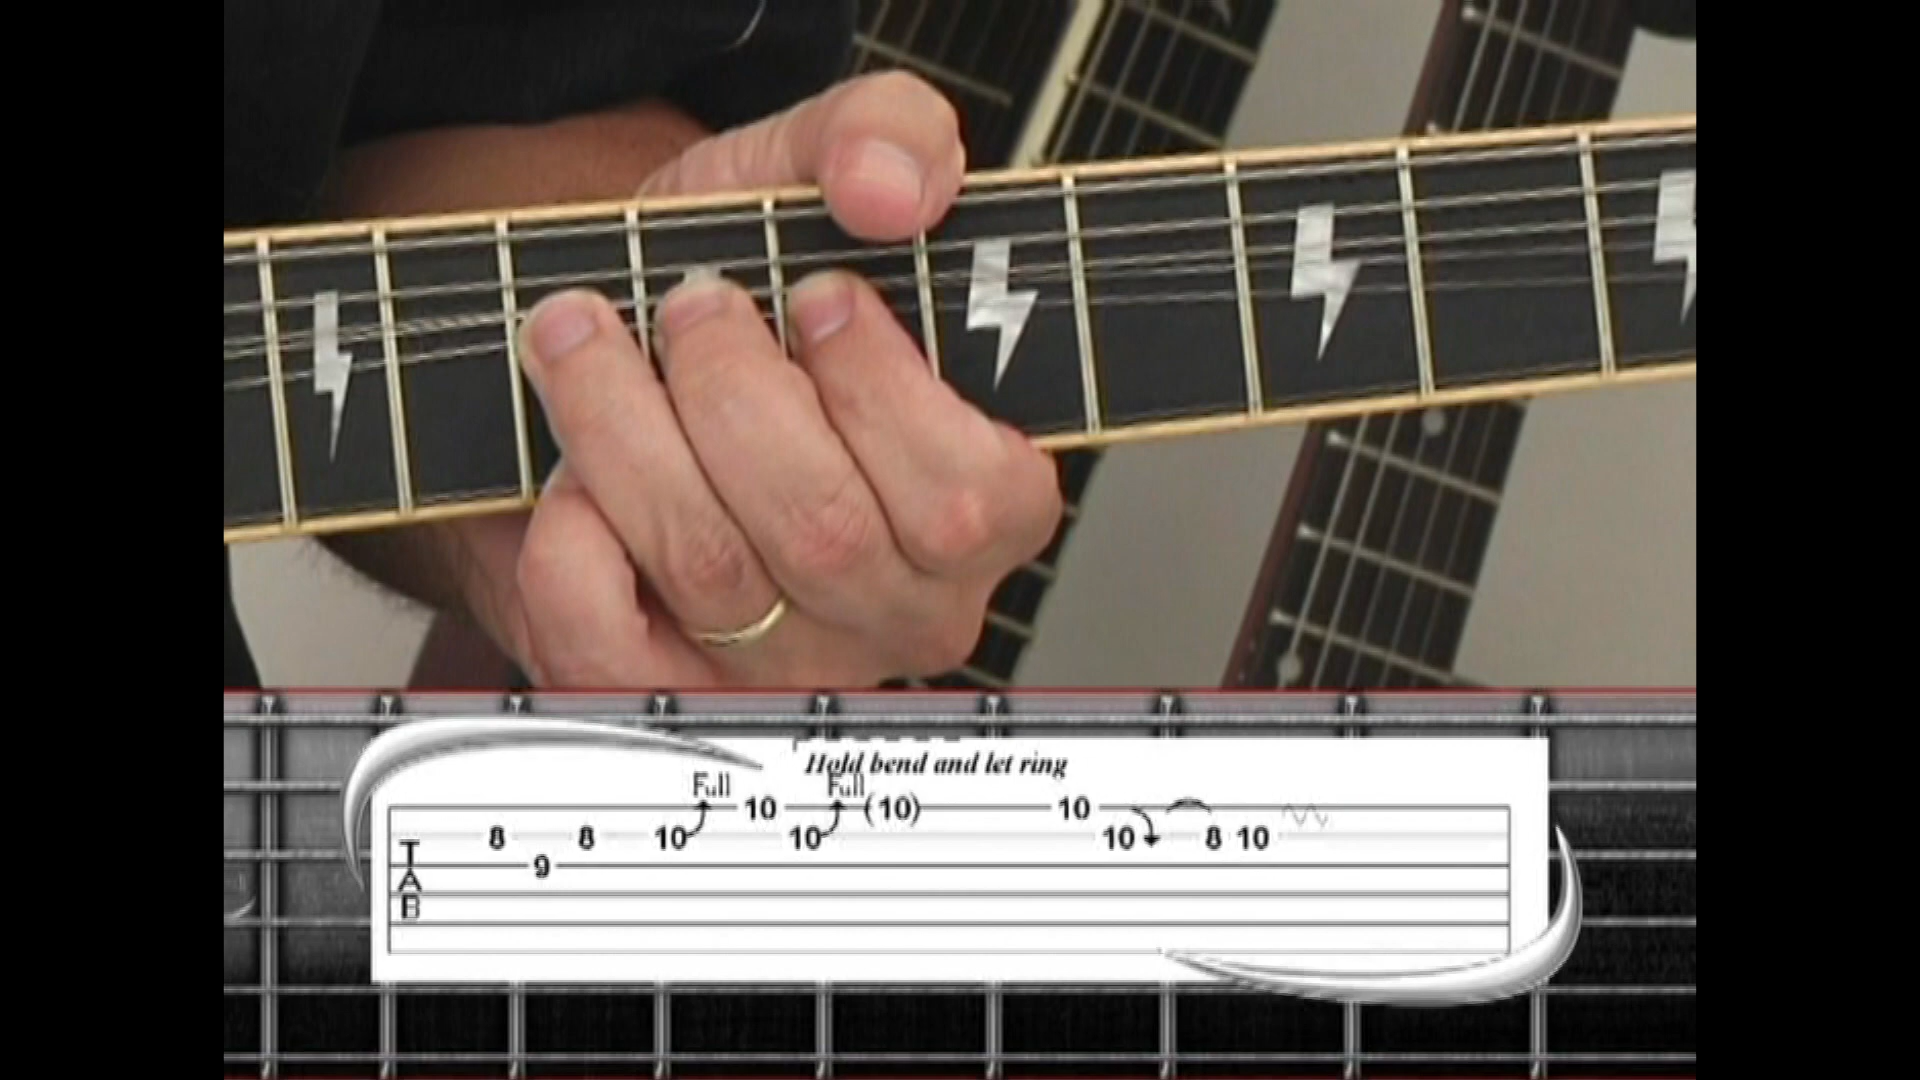 Hold bend and let ring
Full Full
10 (10) 10
8 8 10 10 10 8 10
T
9
A
B